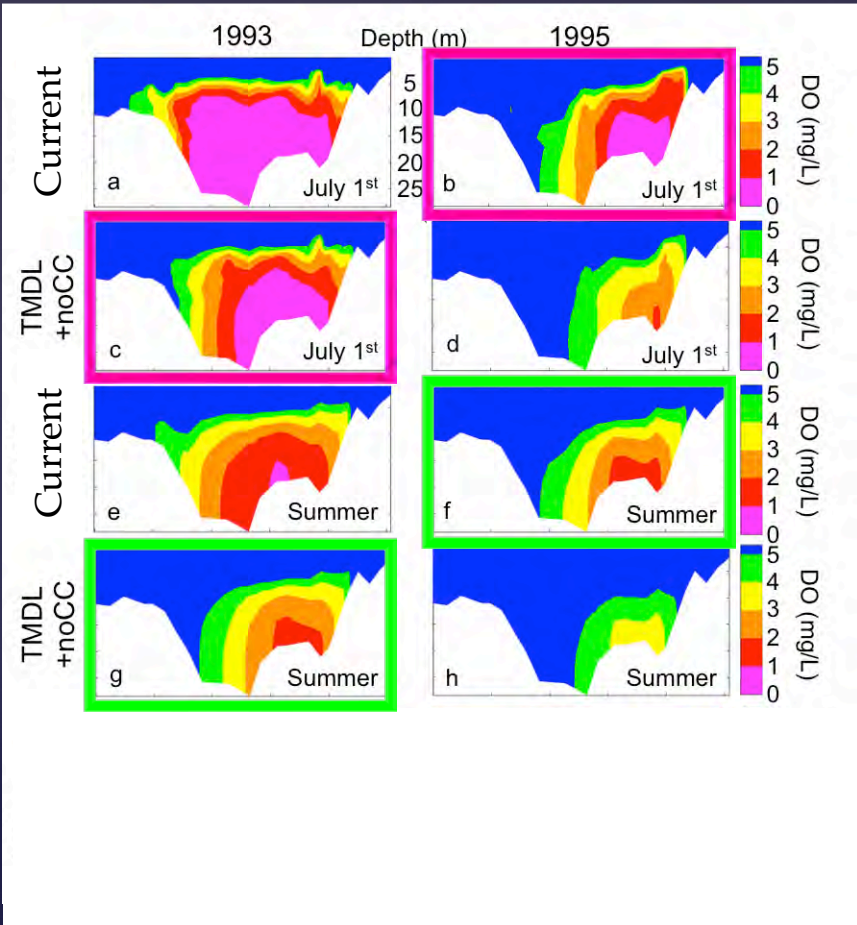 1993 Depth (m) 1995
Current
a
July 1st
5
10
15
20
25
b
July 1st
5
4
3
2
1
0
DO (mg/L)
TMDL
+noCC
c
July 1st
d
July 1st
5
4
3
2
1
0
DO (mg/L)
Current
e
Summer
f
Summer
5
4
3
2
1
0
DO (mg/L)
TMDL
+noCC
g
Summer
h
Summer
5
4
3
2
1
0
DO (mg/L)